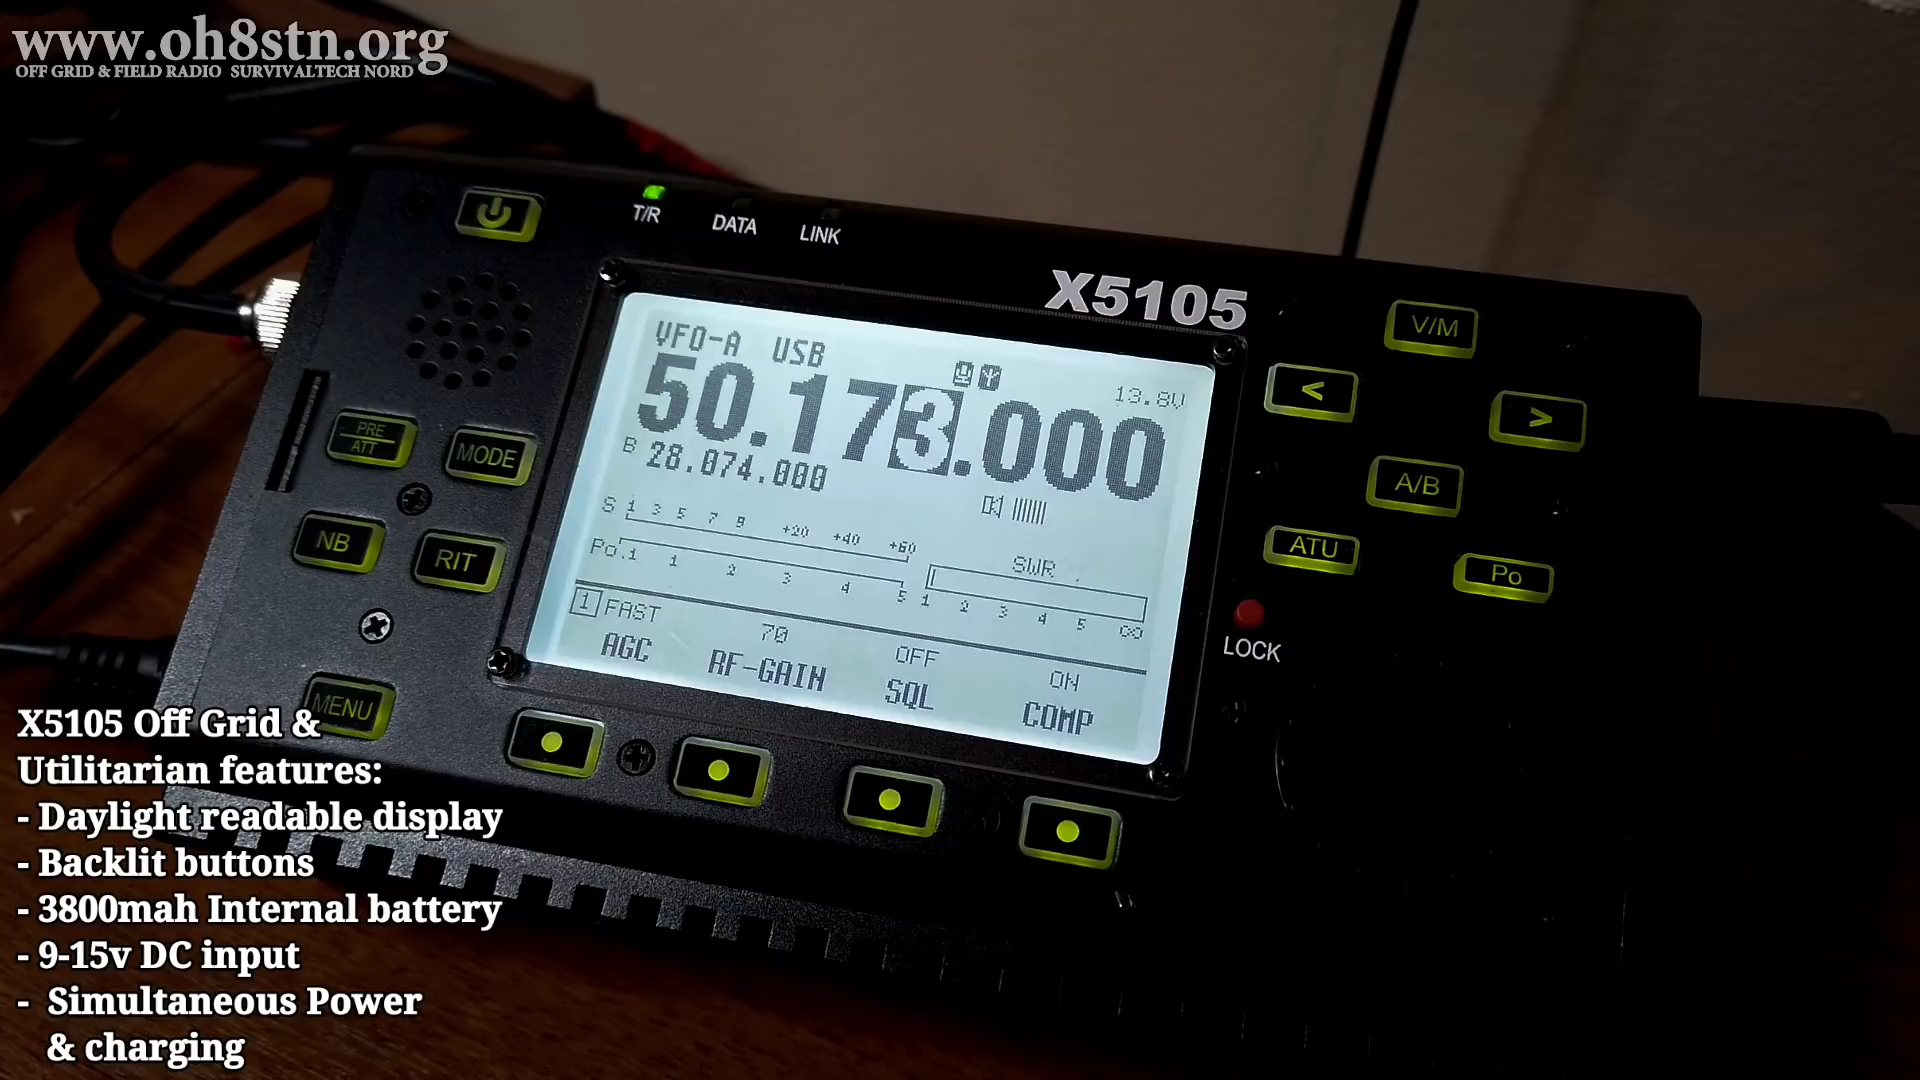 www.oh8stn.org
OFF GRID & FIELD RADIO SURVIVALTECH NORD
T/R
DATA
LINK
X5105
V/M
<
>
VFO-A USB
13.8V
50.173.000
B 28.074.000
PRE
ATT
MODE
A/B
S 1 3 5 7 9 +20 +40 +60
NB
RIT
Po.1 1 2 3 4 5
SWR
1 2 3 4 5 ∞
ATU
Po
1 FAST 70 OFF ON
AGC RF-GAIN SQL COMP
LOCK
MENU
X5105 Off Grid &
Utilitarian features:
- Daylight readable display
- Backlit buttons
- 3800mah Internal battery
- 9-15v DC input
- Simultaneous Power
& charging